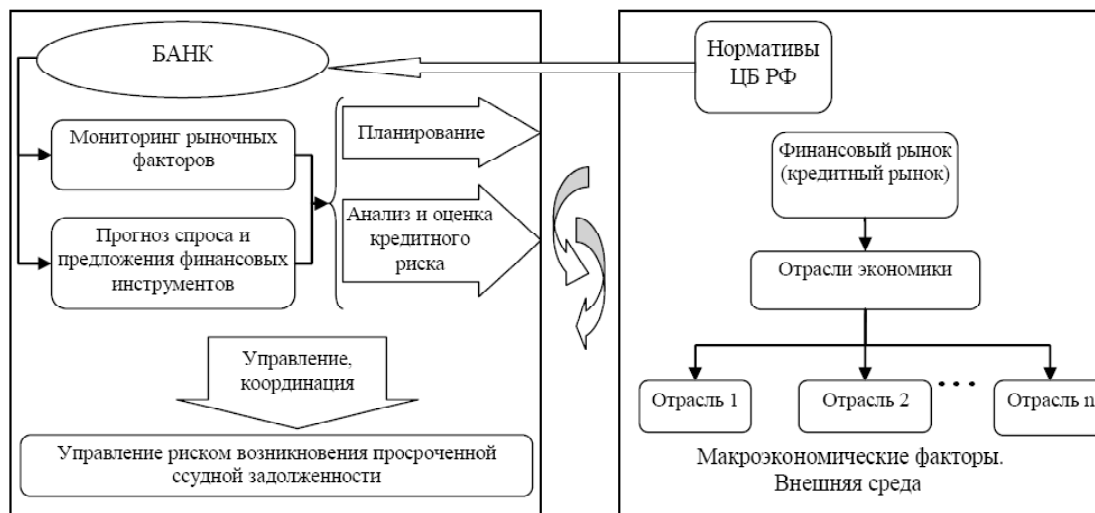 БАНК
Мониторинг рыночных
факторов
Прогноз спроса и
предложения финансовых
инструментов
Планирование
Анализ и оценка
кредитного
риска
Управление,
координация
Управление риском возникновения просроченной
ссудной задолженности
Нормативы
ЦБ РФ
Финансовый рынок
(кредитный рынок)
Отрасли экономики
Отрасль 1
Отрасль 2
...
Отрасль n
Макроэкономические факторы.
Внешняя среда